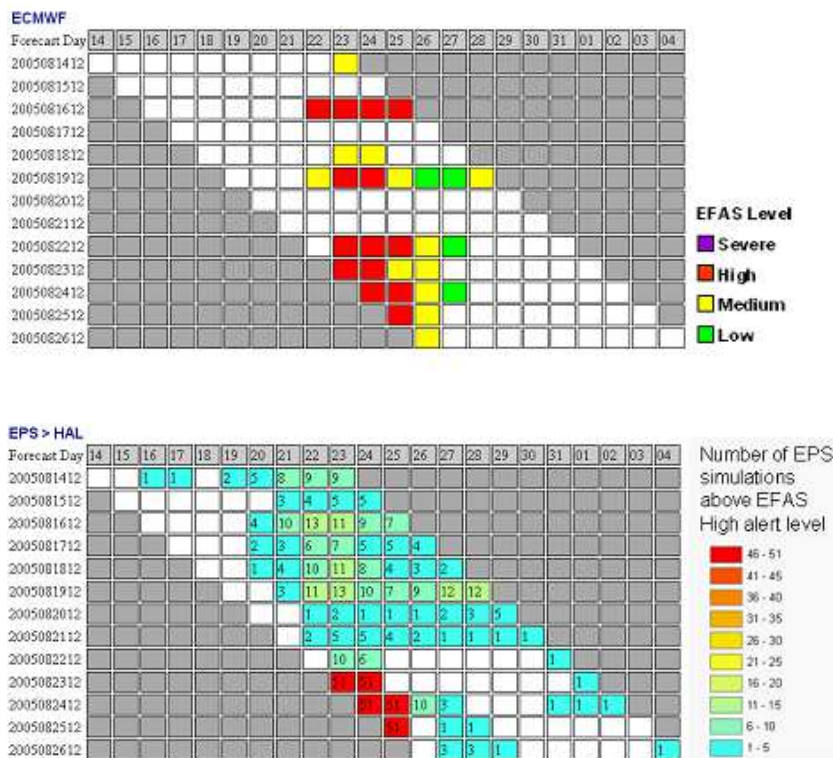 ECMWF
Forecast Day 14 15 16 17 18 19 20 21 22 23 24 25 26 27 28 29 30 31 01 02 03 04
2005081412
2005081512
2005081612
2005081712
2005081812
2005081912
2005082012
2005082112
2005082212
2005082312
2005082412
2005082512
2005082612
EFAS Level
Severe
High
Medium
Low
EPS > HAL
Forecast Day 14 15 16 17 18 19 20 21 22 23 24 25 26 27 28 29 30 31 01 02 03 04
2005081412 1 1 2 5 8 9 9
2005081512 3 4 5 5
2005081612 4 10 13 11 9 7
2005081712 2 3 6 7 5 5 4
2005081812 1 4 10 11 8 4 3 2
2005081912 3 11 13 10 7 9 12 12
2005082012 1 2 1 1 1 2 3 5
2005082112 2 5 5 4 2 1 1 1 1
2005082212 10 6 1
2005082312 51 51 1
2005082412 51 51 10 3 1 1 1
2005082512 51 1 1
2005082612 3 3 1 1
Number of EPS
simulations
above EFAS
High alert level
46 - 51
41 - 45
36 - 40
31 - 35
26 - 30
21 - 25
16 - 20
11 - 15
6 - 10
1 - 5